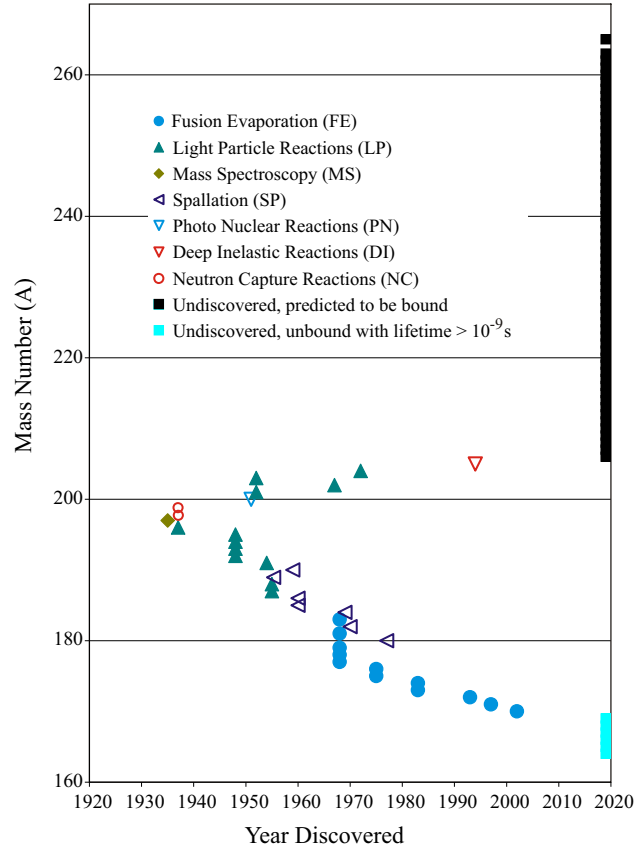 260
240
220
200
180
160
Mass Number (A)
Fusion Evaporation (FE)
Light Particle Reactions (LP)
Mass Spectroscopy (MS)
Spallation (SP)
Photo Nuclear Reactions (PN)
Deep Inelastic Reactions (DI)
Neutron Capture Reactions (NC)
Undiscovered, predicted to be bound
Undiscovered, unbound with lifetime > 10⁻⁹s
1920 1930 1940 1950 1960 1970 1980 1990 2000 2010 2020
Year Discovered